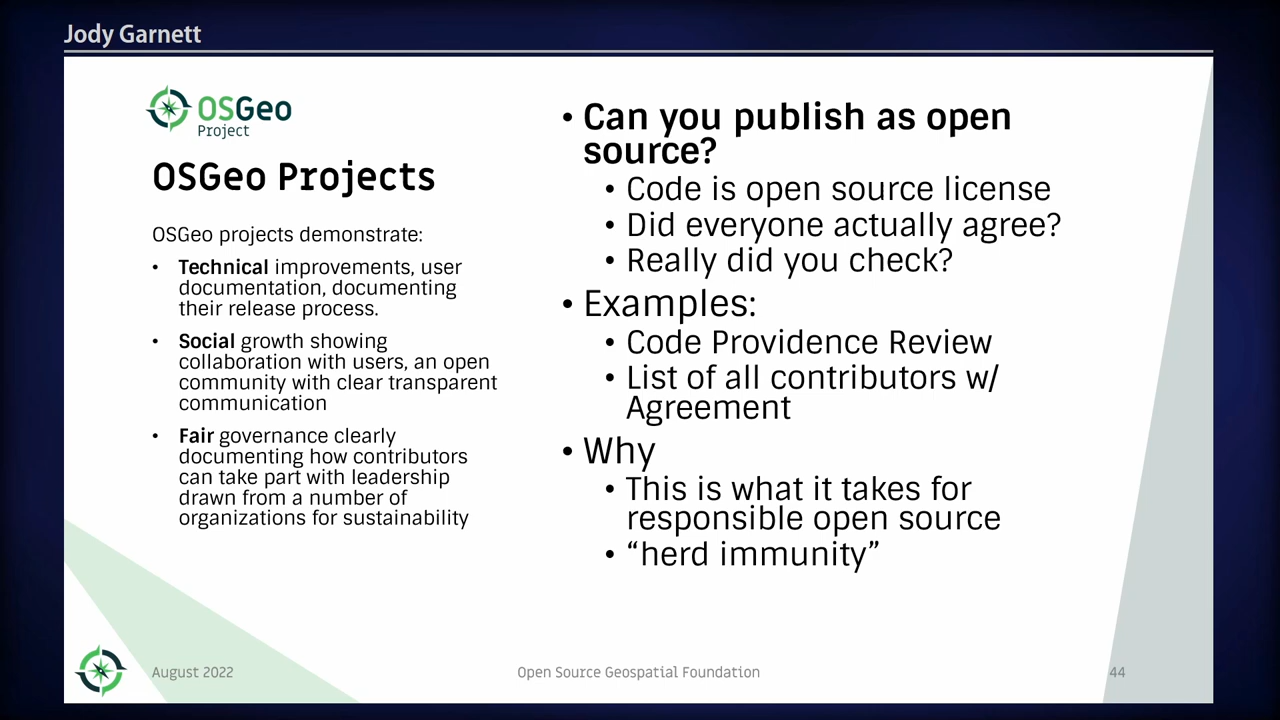 Jody Garnett
OSGeo
Project
OSGeo Projects
OSGeo projects demonstrate:
• Technical improvements, user
documentation, documenting
their release process.
• Social growth showing
collaboration with users, an open
community with clear transparent
communication
• Fair governance clearly
documenting how contributors
can take part with leadership
drawn from a number of
organizations for sustainability
• Can you publish as open
source?
• Code is open source license
• Did everyone actually agree?
• Really did you check?
• Examples:
• Code Providence Review
• List of all contributors w/
Agreement
• Why
• This is what it takes for
responsible open source
• “herd immunity”
August 2022
Open Source Geospatial Foundation
44